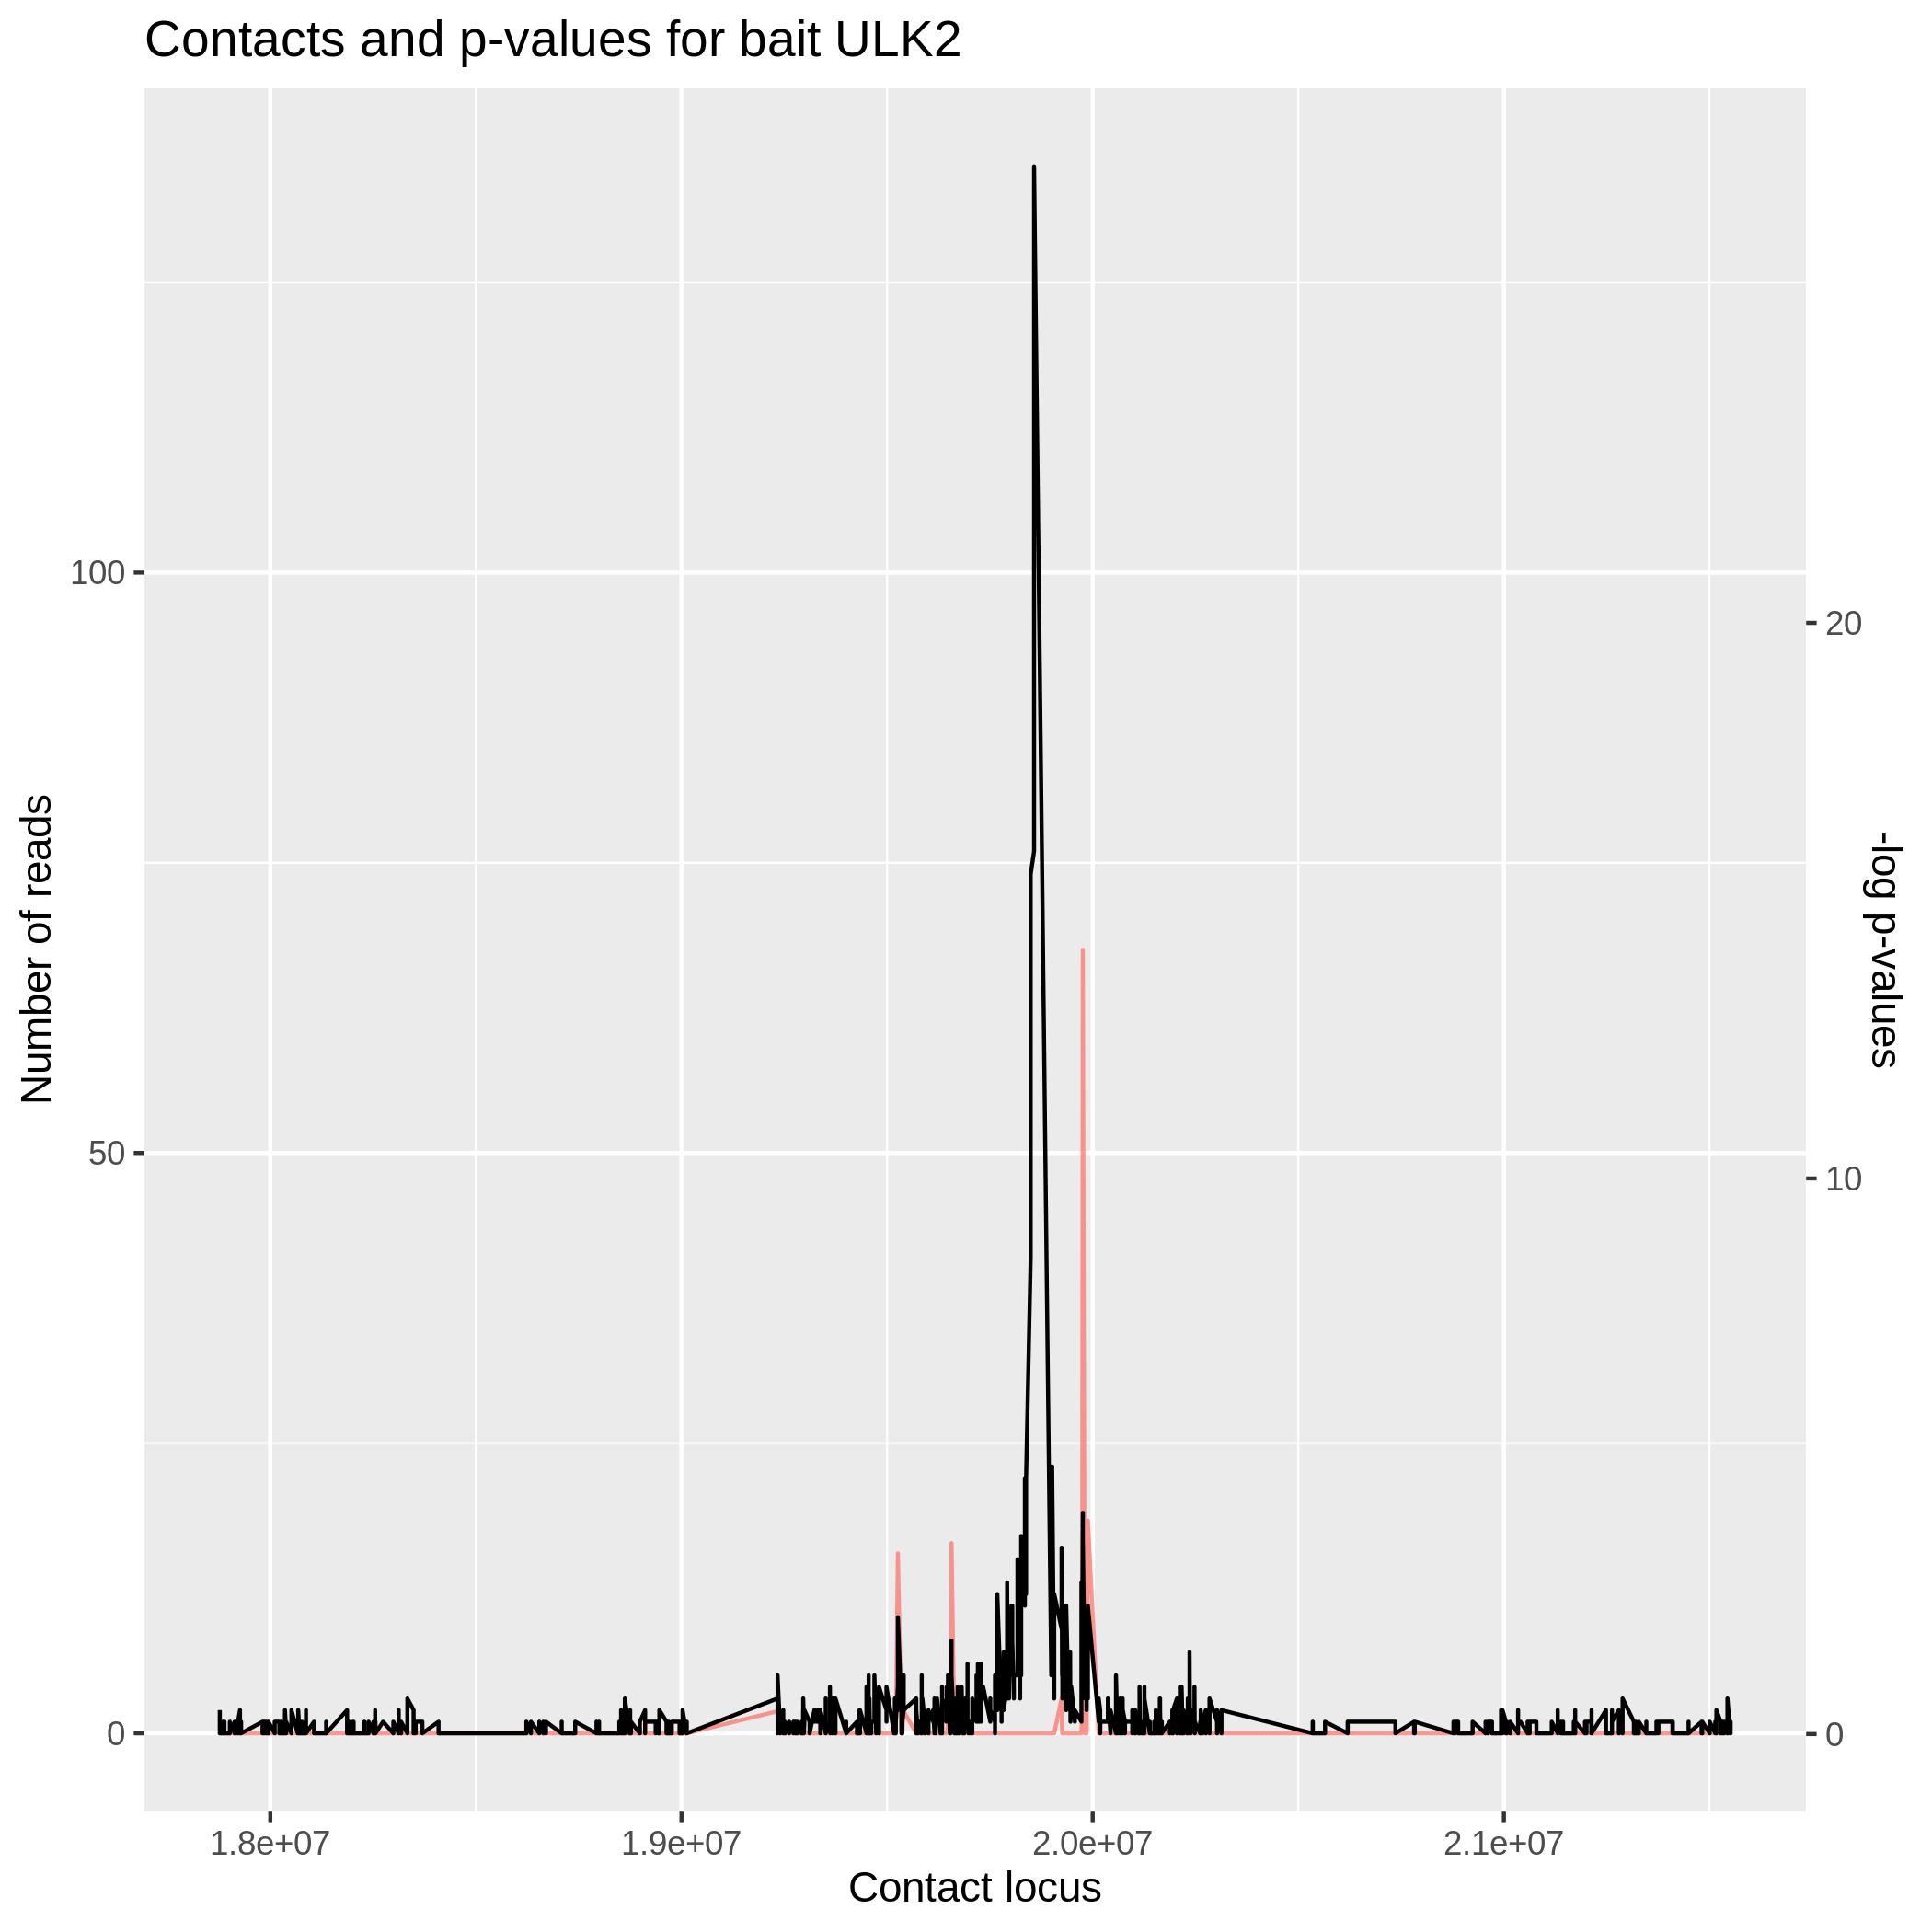 Contacts and p-values for bait ULK2
100
50
0
Number of reads
20
10
0
-log p-values
1.8e+07
1.9e+07
2.0e+07
2.1e+07
Contact locus